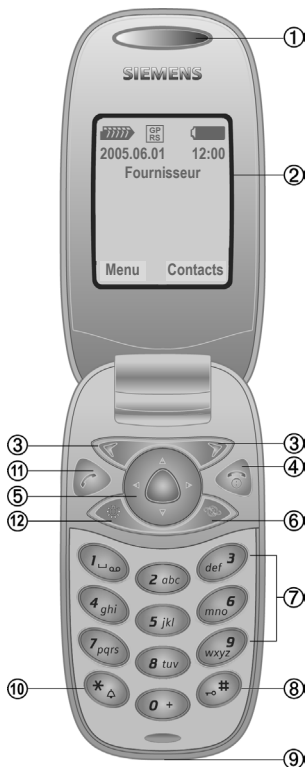 ①
SIEMENS
GP
RS
2005.06.01 12:00
②
Fournisseur
Menu Contacts
③ ③
⑪ ④
⑤
⑫ ⑥
1 2 abc def 3
4 ghi 5 jkl mno 6
⑦
7 pqrs 8 tuv wxyz 9
⑩ * 0 + # ⑧
⑨